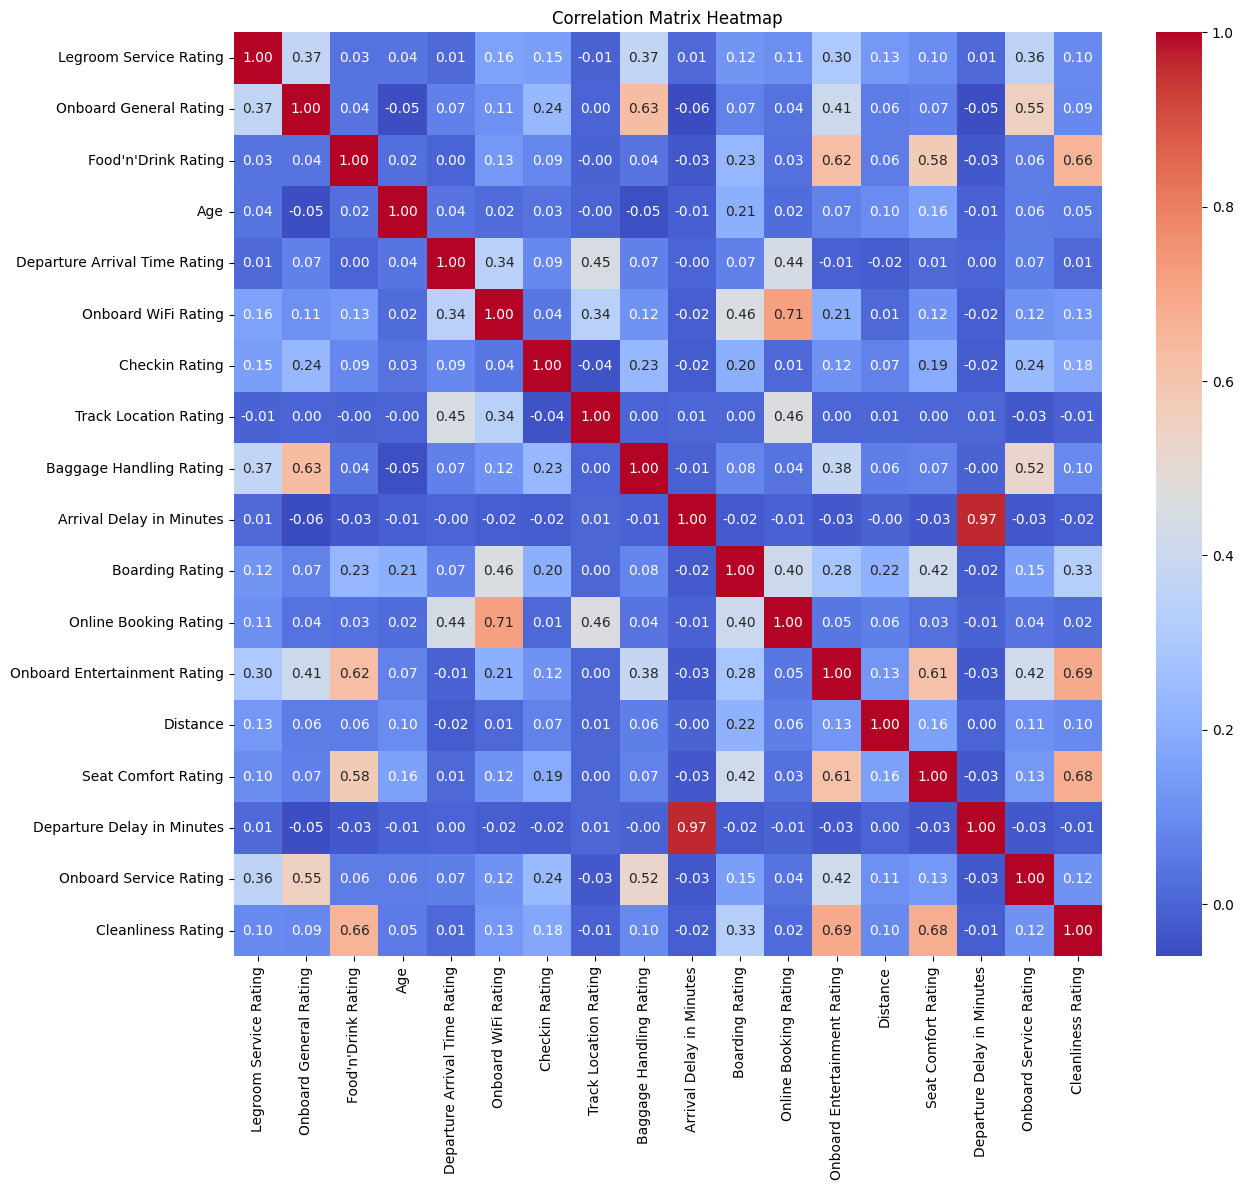 Correlation Matrix Heatmap
Legroom Service Rating 1.00 0.37 0.03 0.04 0.01 0.16 0.15 -0.01 0.37 0.01 0.12 0.11 0.30 0.13 0.10 0.01 0.36 0.10
Onboard General Rating 0.37 1.00 0.04 -0.05 0.07 0.11 0.24 0.00 0.63 -0.06 0.07 0.04 0.41 0.06 0.07 -0.05 0.55 0.09
Food'n'Drink Rating 0.03 0.04 1.00 0.02 0.00 0.13 0.09 -0.00 0.04 -0.03 0.23 0.03 0.62 0.06 0.58 -0.03 0.06 0.66
Age 0.04 -0.05 0.02 1.00 0.04 0.02 0.03 -0.00 -0.05 -0.01 0.21 0.02 0.07 0.10 0.16 -0.01 0.06 0.05
Departure Arrival Time Rating 0.01 0.07 0.00 0.04 1.00 0.34 0.09 0.45 0.07 -0.00 0.07 0.44 -0.01 -0.02 0.01 0.00 0.07 0.01
Onboard WiFi Rating 0.16 0.11 0.13 0.02 0.34 1.00 0.04 0.34 0.12 -0.02 0.46 0.71 0.21 0.01 0.12 -0.02 0.12 0.13
Checkin Rating 0.15 0.24 0.09 0.03 0.09 0.04 1.00 -0.04 0.23 -0.02 0.20 0.01 0.12 0.07 0.19 -0.02 0.24 0.18
Track Location Rating -0.01 0.00 -0.00 -0.00 0.45 0.34 -0.04 1.00 0.00 0.01 0.00 0.46 0.00 0.01 0.00 0.01 -0.03 -0.01
Baggage Handling Rating 0.37 0.63 0.04 -0.05 0.07 0.12 0.23 0.00 1.00 -0.01 0.08 0.04 0.38 0.06 0.07 -0.00 0.52 0.10
Arrival Delay in Minutes 0.01 -0.06 -0.03 -0.01 -0.00 -0.02 -0.02 0.01 -0.01 1.00 -0.02 -0.01 -0.03 -0.00 -0.03 0.97 -0.03 -0.02
Boarding Rating 0.12 0.07 0.23 0.21 0.07 0.46 0.20 0.00 0.08 -0.02 1.00 0.40 0.28 0.22 0.42 -0.02 0.15 0.33
Online Booking Rating 0.11 0.04 0.03 0.02 0.44 0.71 0.01 0.46 0.04 -0.01 0.40 1.00 0.05 0.06 0.03 -0.01 0.04 0.02
Onboard Entertainment Rating 0.30 0.41 0.62 0.07 -0.01 0.21 0.12 0.00 0.38 -0.03 0.28 0.05 1.00 0.13 0.61 -0.03 0.42 0.69
Distance 0.13 0.06 0.06 0.10 -0.02 0.01 0.07 0.01 0.06 -0.00 0.22 0.06 0.13 1.00 0.16 0.00 0.11 0.10
Seat Comfort Rating 0.10 0.07 0.58 0.16 0.01 0.12 0.19 0.00 0.07 -0.03 0.42 0.03 0.61 0.16 1.00 -0.03 0.13 0.68
Departure Delay in Minutes 0.01 -0.05 -0.03 -0.01 0.00 -0.02 -0.02 0.01 -0.00 0.97 -0.02 -0.01 -0.03 0.00 -0.03 1.00 -0.03 -0.01
Onboard Service Rating 0.36 0.55 0.06 0.06 0.07 0.12 0.24 -0.03 0.52 -0.03 0.15 0.04 0.42 0.11 0.13 -0.03 1.00 0.12
Cleanliness Rating 0.10 0.09 0.66 0.05 0.01 0.13 0.18 -0.01 0.10 -0.02 0.33 0.02 0.69 0.10 0.68 -0.01 0.12 1.00
Legroom Service Rating
Onboard General Rating
Food'n'Drink Rating
Age
Departure Arrival Time Rating
Onboard WiFi Rating
Checkin Rating
Track Location Rating
Baggage Handling Rating
Arrival Delay in Minutes
Boarding Rating
Online Booking Rating
Onboard Entertainment Rating
Distance
Seat Comfort Rating
Departure Delay in Minutes
Onboard Service Rating
Cleanliness Rating
1.0
0.8
0.6
0.4
0.2
0.0